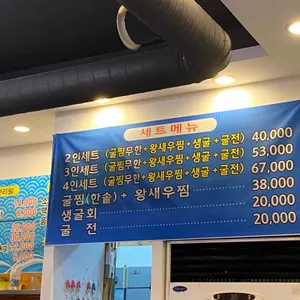 세트메뉴
2인세트 (굴찜무한+왕새우찜+생굴+굴전) 40,000
3인세트 (굴찜무한+왕새우찜+생굴+굴전) 53,000
4인세트 (굴찜무한+왕새우찜+생굴+굴전) 67,000
굴찜(한솥)+ 왕새우찜 38,000
생굴회 20,000
굴 전 20,000